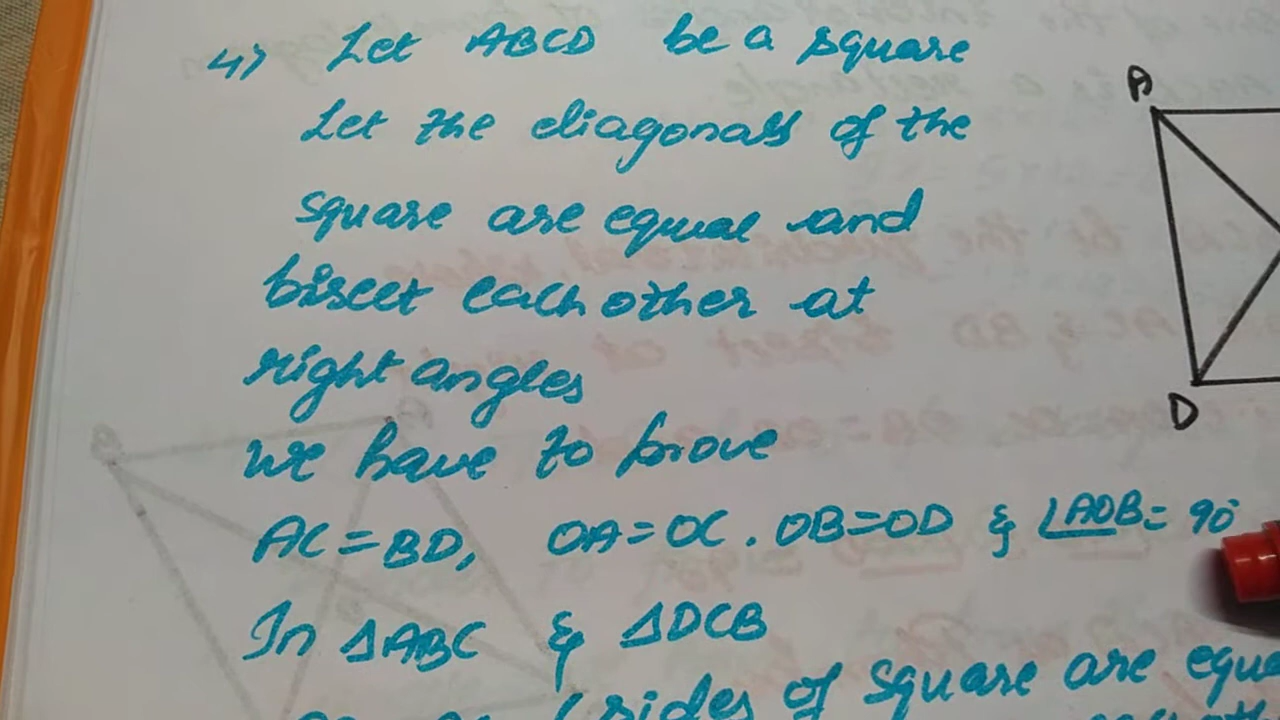 4) Let ABCD be a square
Let the diagonals of the
square are equal and
bisect each other at
right angles
we have to prove
AC = BD, OA = OC . OB = OD & ∠AOB = 90°
In ΔABC & ΔDCB
(sides of square are equa
A
D